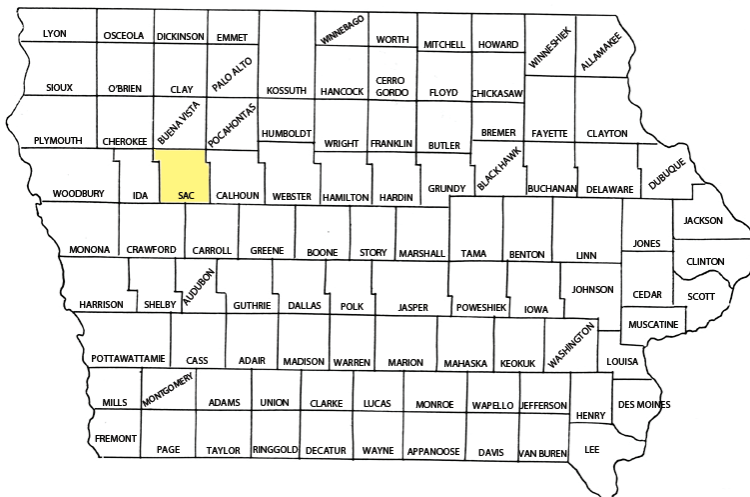 LYON OSCEOLA DICKINSON EMMET WINNEBAGO WORTH MITCHELL HOWARD WINNESHIEK ALLAMAKEE
SIOUX O'BRIEN CLAY PALO ALTO KOSSUTH HANCOCK CERRO GORDO FLOYD CHICKASAW
PLYMOUTH CHEROKEE BUENA VISTA POCAHONTAS HUMBOLDT WRIGHT FRANKLIN BUTLER BREMER FAYETTE CLAYTON
WOODBURY IDA SAC CALHOUN WEBSTER HAMILTON HARDIN GRUNDY BLACK HAWK BUCHANAN DELAWARE DUBUQUE
MONONA CRAWFORD CARROLL GREENE BOONE STORY MARSHALL TAMA BENTON LINN JONES JACKSON
CLINTON
HARRISON SHELBY AUDUBON GUTHRIE DALLAS POLK JASPER POWESHIEK IOWA JOHNSON CEDAR SCOTT
MUSCATINE
POTTAWATTAMIE CASS ADAIR MADISON WARREN MARION MAHASKA KEOKUK WASHINGTON LOUISA
MILLS MONTGOMERY ADAMS UNION CLARKE LUCAS MONROE WAPELLO JEFFERSON HENRY DES MOINES
FREMONT PAGE TAYLOR RINGGOLD DECATUR WAYNE APPANOOSE DAVIS VAN BUREN LEE